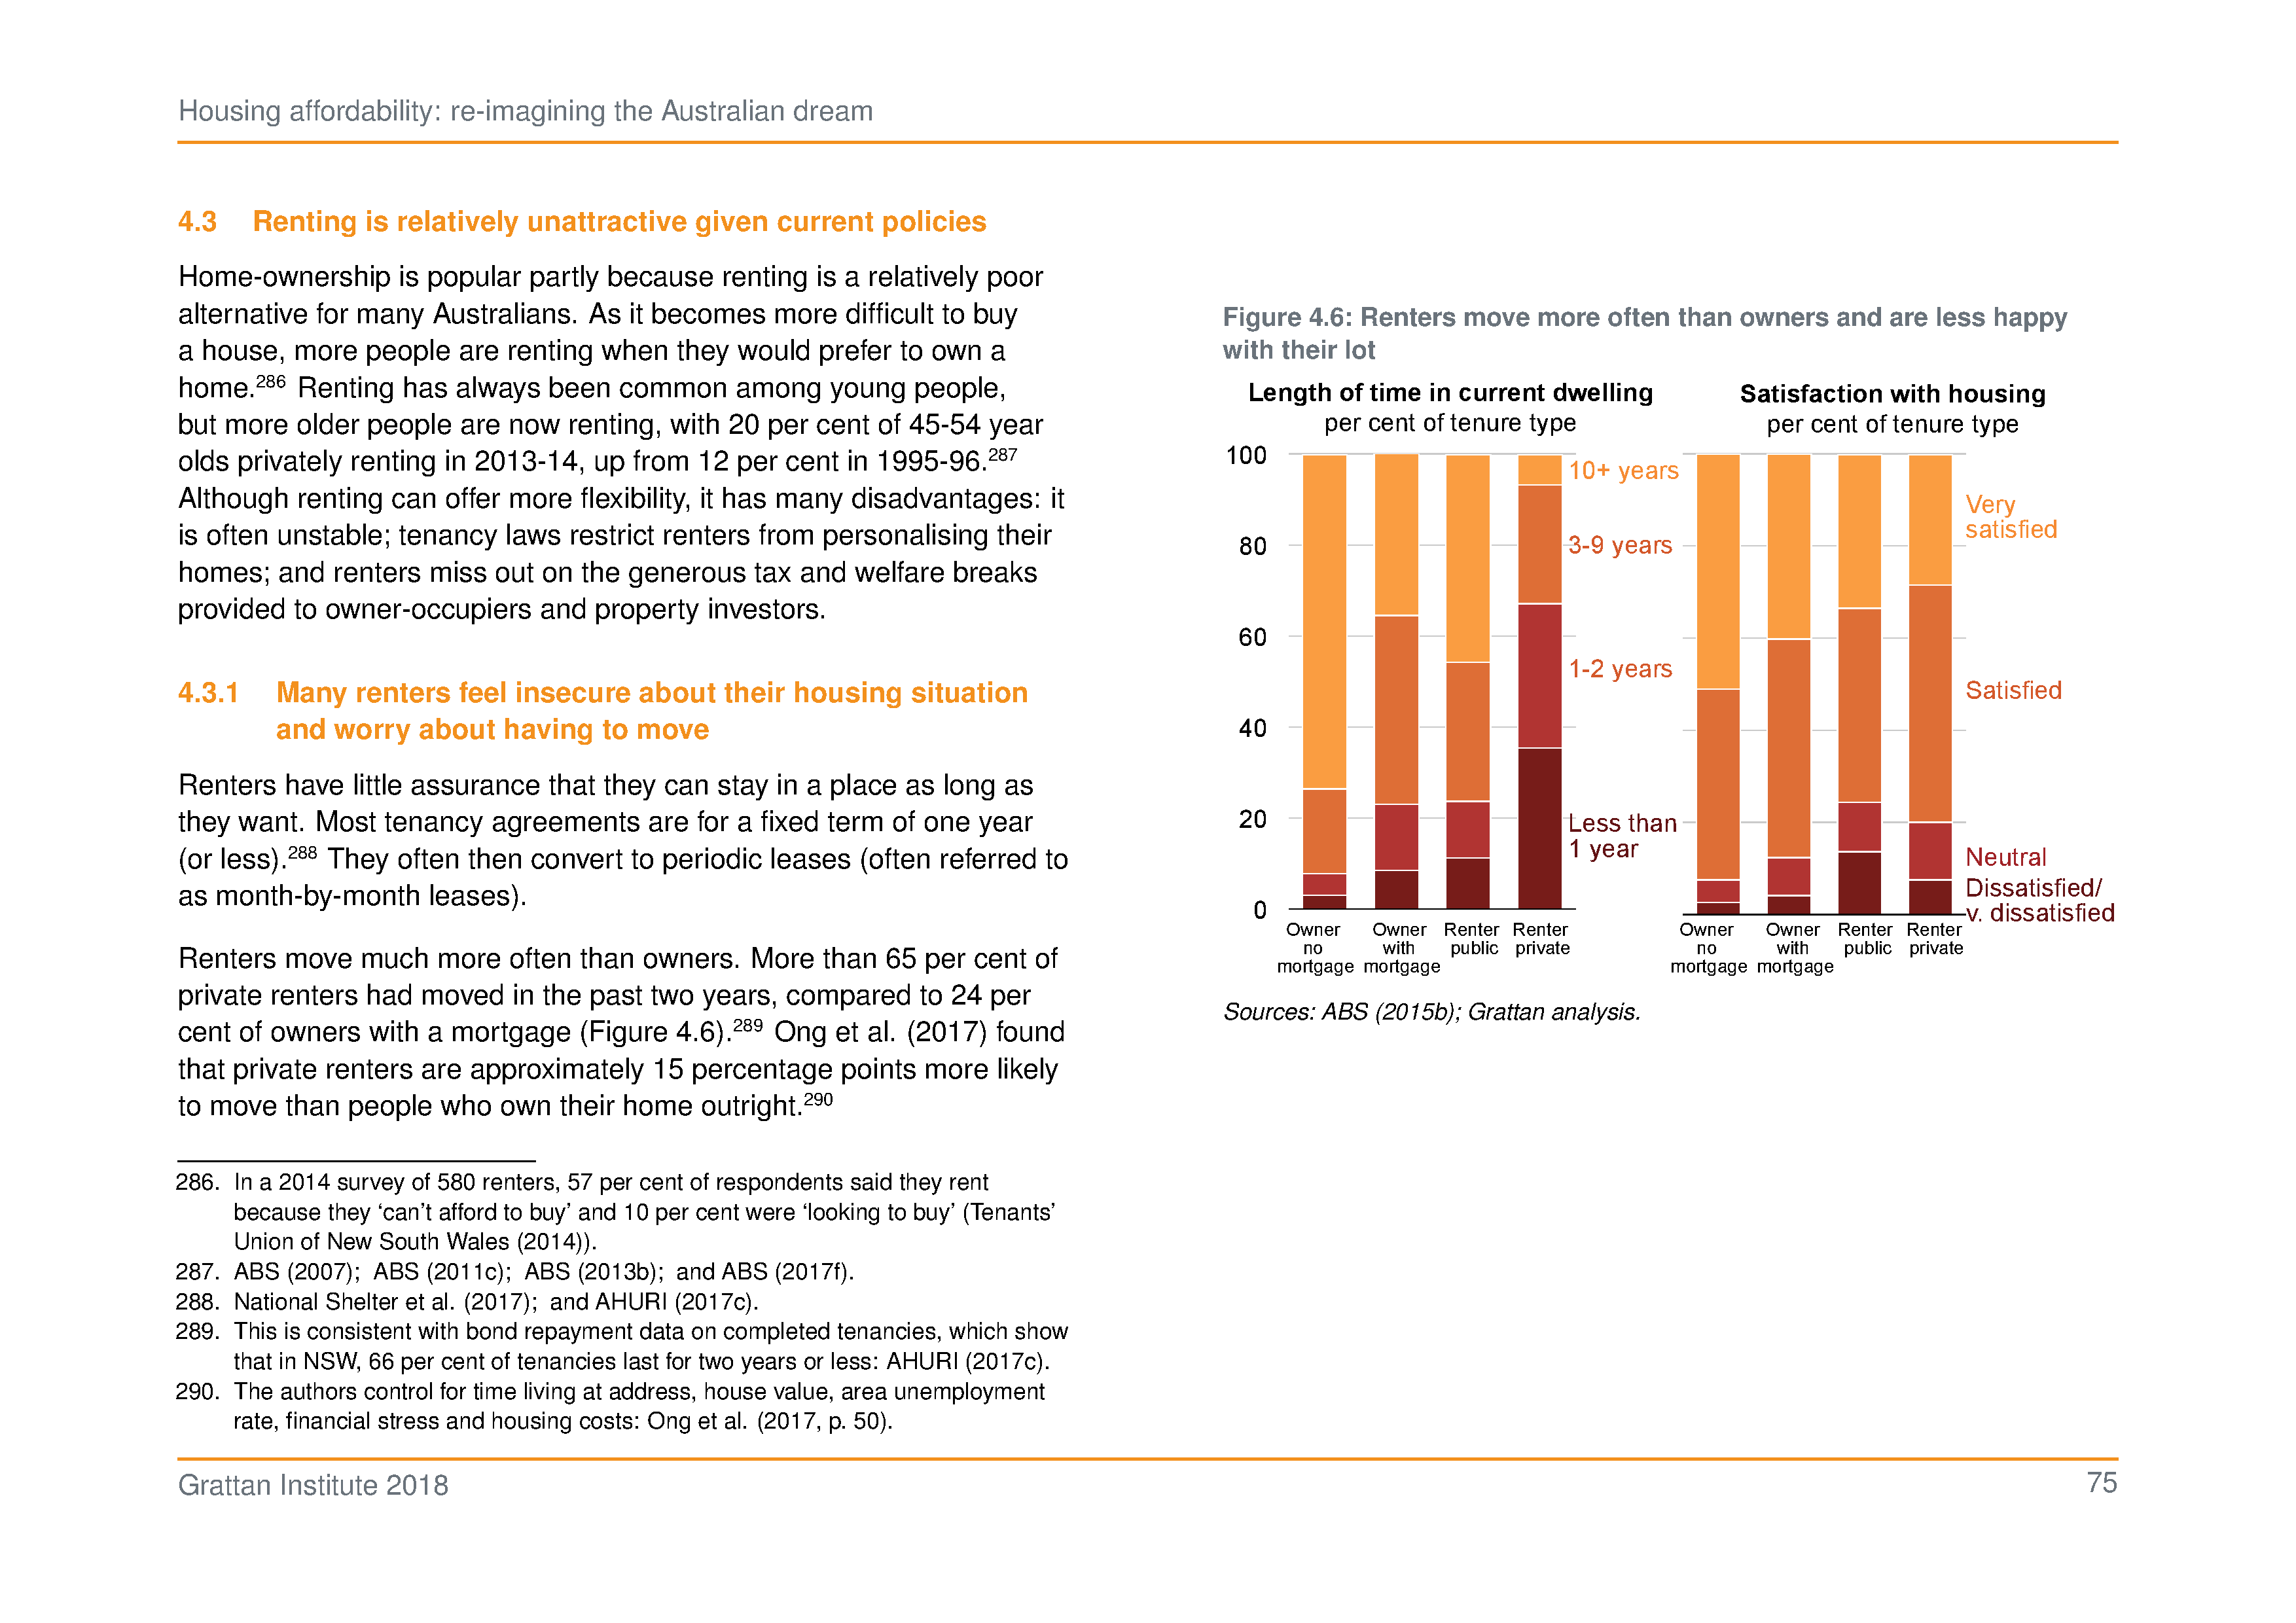 Housing affordability: re-imagining the Australian dream
4.3 Renting is relatively unattractive given current policies
Home-ownership is popular partly because renting is a relatively poor
alternative for many Australians. As it becomes more difficult to buy
a house, more people are renting when they would prefer to own a
home.286 Renting has always been common among young people,
but more older people are now renting, with 20 per cent of 45-54 year
olds privately renting in 2013-14, up from 12 per cent in 1995-96.287
Although renting can offer more flexibility, it has many disadvantages: it
is often unstable; tenancy laws restrict renters from personalising their
homes; and renters miss out on the generous tax and welfare breaks
provided to owner-occupiers and property investors.
4.3.1 Many renters feel insecure about their housing situation
and worry about having to move
Renters have little assurance that they can stay in a place as long as
they want. Most tenancy agreements are for a fixed term of one year
(or less).288 They often then convert to periodic leases (often referred to
as month-by-month leases).
Renters move much more often than owners. More than 65 per cent of
private renters had moved in the past two years, compared to 24 per
cent of owners with a mortgage (Figure 4.6).289 Ong et al. (2017) found
that private renters are approximately 15 percentage points more likely
to move than people who own their home outright.290
286. In a 2014 survey of 580 renters, 57 per cent of respondents said they rent
because they ‘can’t afford to buy’ and 10 per cent were ‘looking to buy’ (Tenants’
Union of New South Wales (2014)).
287. ABS (2007); ABS (2011c); ABS (2013b); and ABS (2017f).
288. National Shelter et al. (2017); and AHURI (2017c).
289. This is consistent with bond repayment data on completed tenancies, which show
that in NSW, 66 per cent of tenancies last for two years or less: AHURI (2017c).
290. The authors control for time living at address, house value, area unemployment
rate, financial stress and housing costs: Ong et al. (2017, p. 50).
Figure 4.6: Renters move more often than owners and are less happy
with their lot
Length of time in current dwelling
per cent of tenure type
Satisfaction with housing
per cent of tenure type
100
80
60
40
20
0
10+ years
3-9 years
1-2 years
Less than
1 year
Very
satisfied
Satisfied
Neutral
Dissatisfied/
v. dissatisfied
Owner Owner Renter Renter
no with public private
mortgage mortgage
Owner Owner Renter Renter
no with public private
mortgage mortgage
Sources: ABS (2015b); Grattan analysis.
Grattan Institute 2018
75